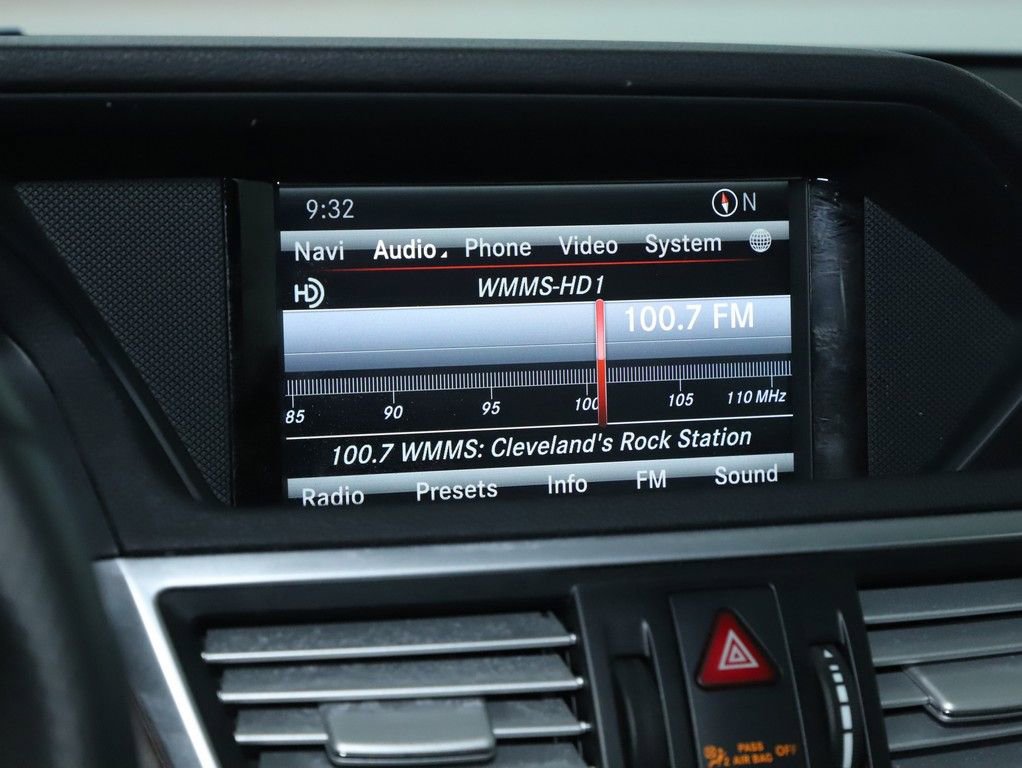 9:32 N
Navi Audio Phone Video System
HD WMMS-HD1
100.7 FM
85 90 95 100 105 110 MHz
100.7 WMMS: Cleveland's Rock Station
Radio Presets Info FM Sound
PASS
AIR BAG OFF